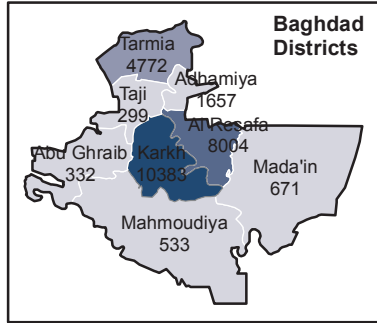 Baghdad
Districts
Tarmia
4772
Adhamiya
1657
Taji
299
Al Resafa
8004
Abu Ghraib
332
Karkh
10383
Mada'in
671
Mahmoudiya
533